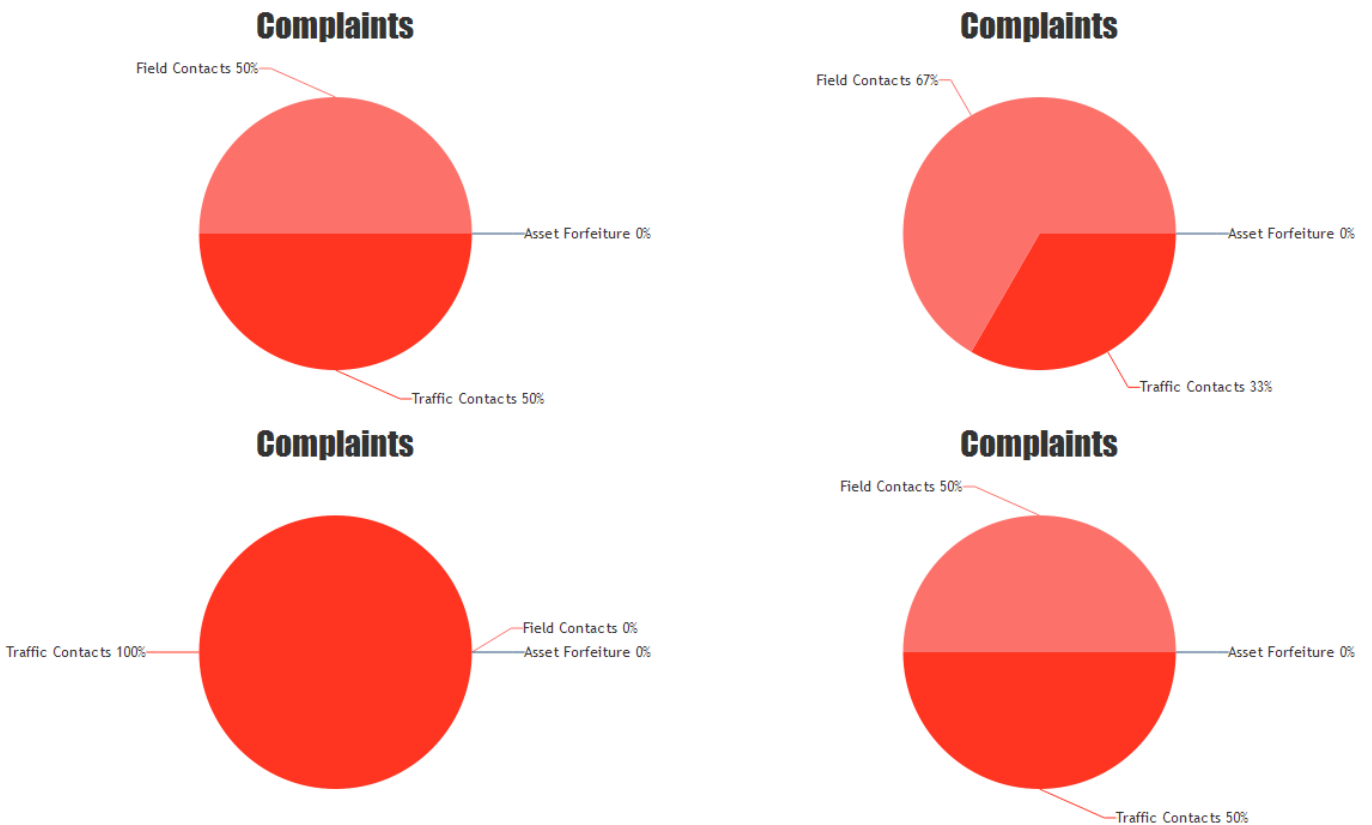 Complaints
Field Contacts 50%
Asset Forfeiture 0%
Traffic Contacts 50%
Complaints
Field Contacts 67%
Asset Forfeiture 0%
Traffic Contacts 33%
Complaints
Field Contacts 0%
Traffic Contacts 100%
Asset Forfeiture 0%
Complaints
Field Contacts 50%
Asset Forfeiture 0%
Traffic Contacts 50%